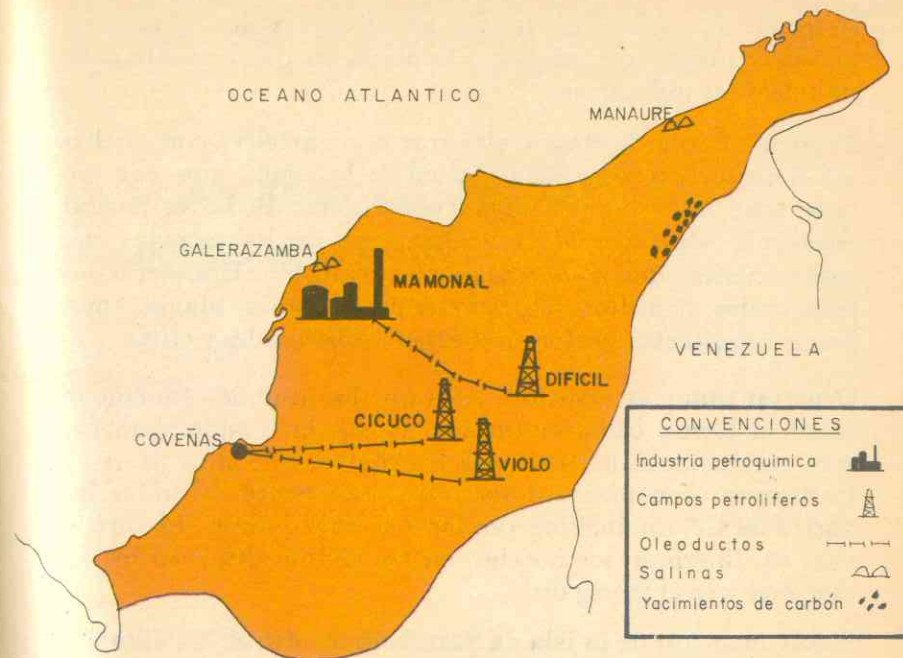 OCEANO ATLANTICO
MANAURE
GALERAZAMBA
MAMONAL
VENEZUELA
DIFICIL
CICUCO
COVEÑAS
VIOLO
CONVENCIONES
Industria petroquimica
Campos petrolíferos
Oleoductos
Salinas
Yacimientos de carbón